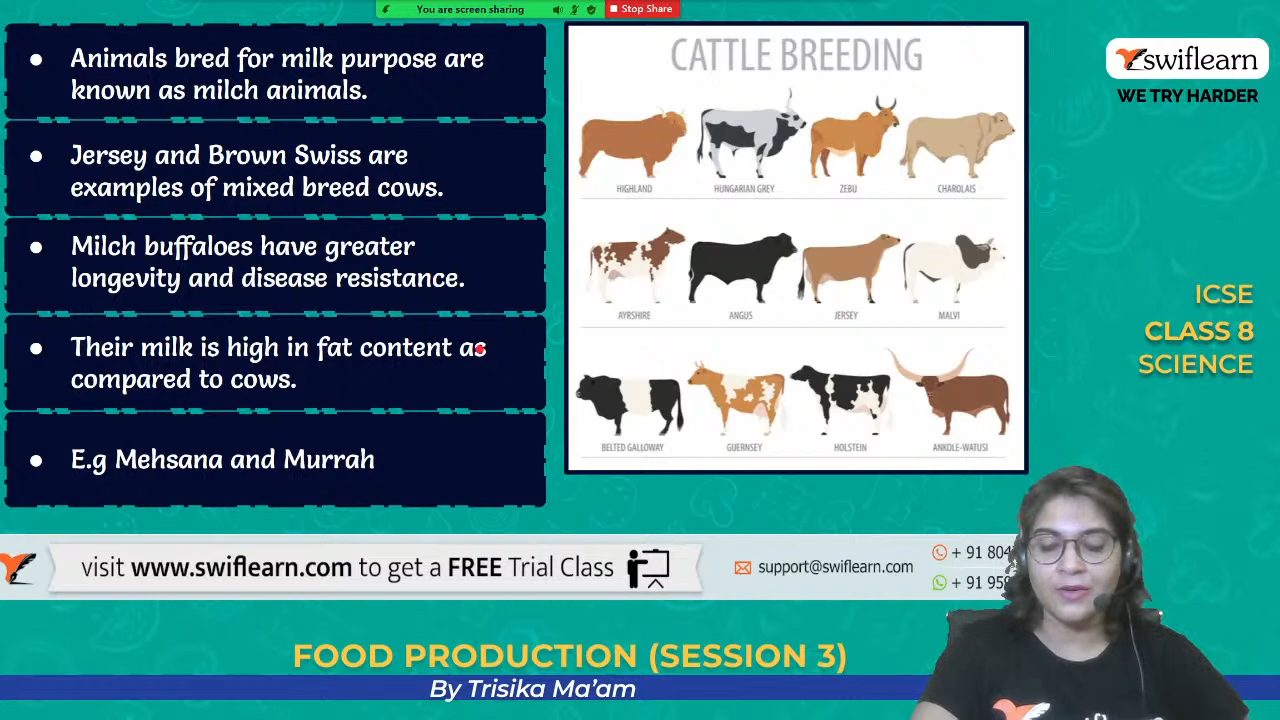 You are screen sharing
Stop Share
● Animals bred for milk purpose are
known as milch animals.
● Jersey and Brown Swiss are
examples of mixed breed cows.
● Milch buffaloes have greater
longevity and disease resistance.
● Their milk is high in fat content as
compared to cows.
● E.g Mehsana and Murrah
CATTLE BREEDING
HIGHLAND HUNGARIAN GREY ZEBU CHAROLAIS
AYRSHIRE ANGUS JERSEY MALVI
BELTED GALLOWAY GUERNSEY HOLSTEIN ANKOLE-WATUSI
swiflearn
WE TRY HARDER
ICSE
CLASS 8
SCIENCE
visit www.swiflearn.com to get a FREE Trial Class
support@swiflearn.com
+ 91 804
+ 91 95
FOOD PRODUCTION (SESSION 3)
By Trisika Ma'am